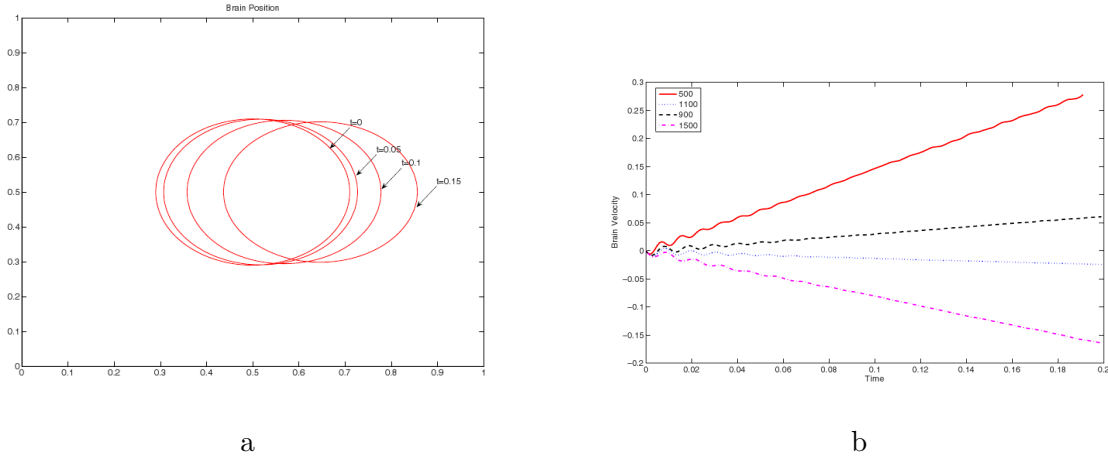 Brain Position
1
0.9
0.8
0.7
0.6
0.5
0.4
0.3
0.2
0.1
0
t=0
t=0.05
t=0.1
t=0.15
0 0.1 0.2 0.3 0.4 0.5 0.6 0.7 0.8 0.9 1
a
Brain Velocity
0.3
0.25
0.2
0.15
0.1
0.05
0
−0.05
−0.1
−0.15
−0.2
500
1100
900
1500
0 0.02 0.04 0.06 0.08 0.1 0.12 0.14 0.16 0.18 0.2
Time
b